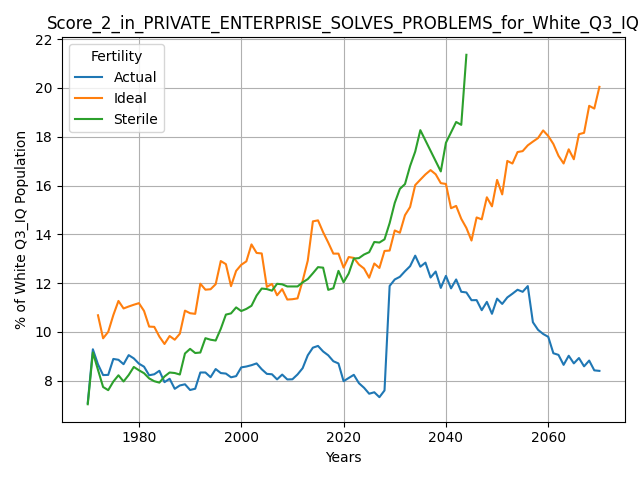 Score_2_in_PRIVATE_ENTERPRISE_SOLVES_PROBLEMS_for_White_Q3_IQ
22
20
18
16
14
12
10
8
% of White Q3_IQ Population
Fertility
Actual
Ideal
Sterile
1980
2000
2020
2040
2060
Years